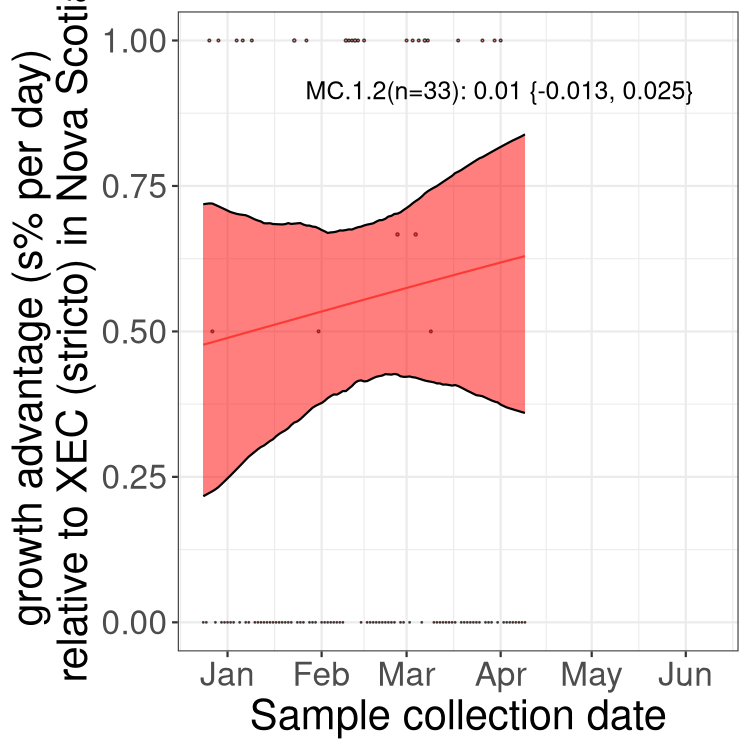 growth advantage (s% per day)
relative to XEC (stricto) in Nova Scotia
1.00
0.75
0.50
0.25
0.00
MC.1.2(n=33): 0.01 {-0.013, 0.025}
Jan Feb Mar Apr May Jun
Sample collection date